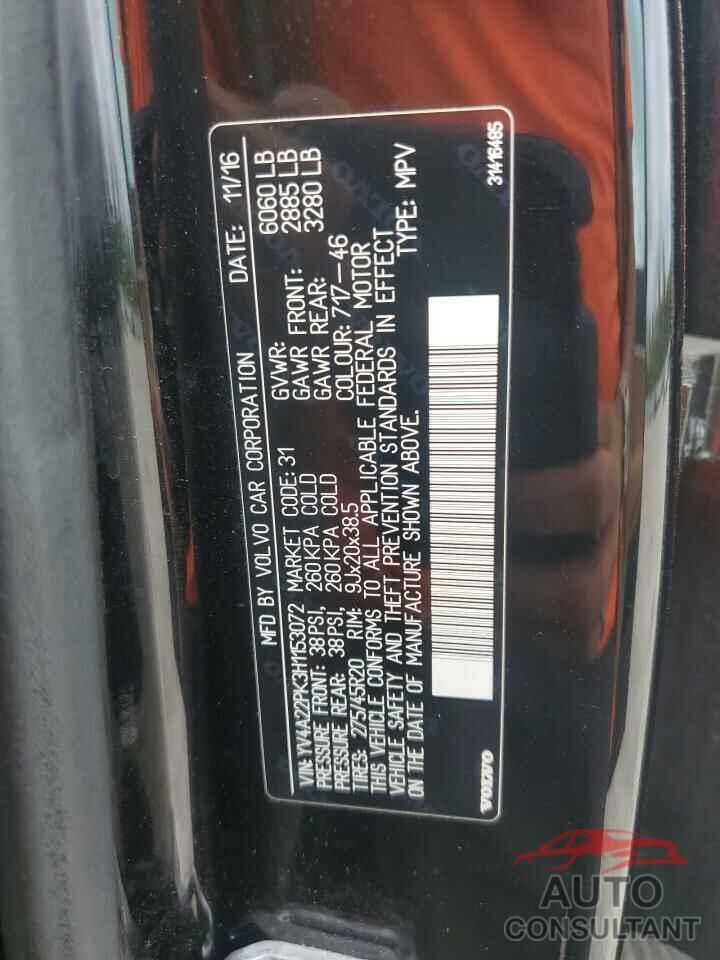 MFD BY VOLVO CAR CORPORATION DATE: 11/16
VIN: YV4A22PK3H1153072 GVWR: 6060 LB
PRESSURE FRONT: 38PSI, MARKET CODE: 31 GAWR FRONT: 2885 LB
260KPA COLD GAWR REAR: 3280 LB
PRESSURE REAR: 38PSI, 260KPA COLD COLOUR: 717-46
TIRES: 275/45R20 RIM: 9Jx20x38.5
THIS VEHICLE CONFORMS TO ALL APPLICABLE FEDERAL MOTOR
VEHICLE SAFETY AND THEFT PREVENTION STANDARDS IN EFFECT
ON THE DATE OF MANUFACTURE SHOWN ABOVE. TYPE: MPV
VOLVO 31416485
AUTO
CONSULTANT